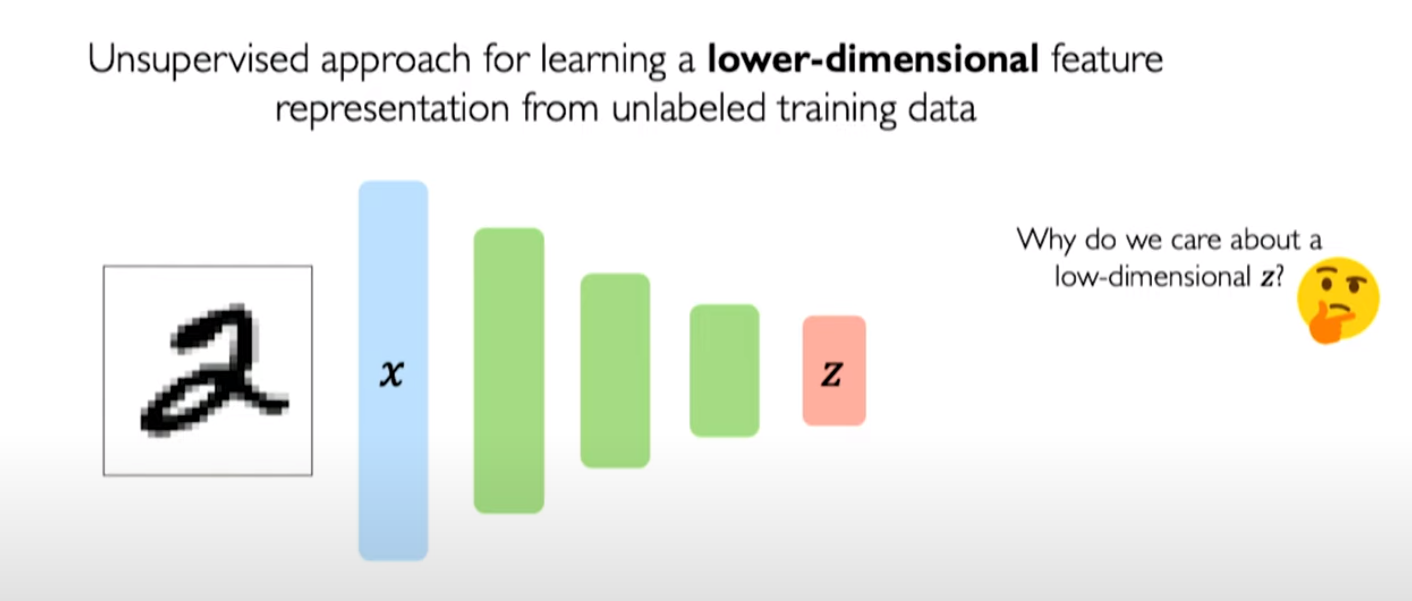 Unsupervised approach for learning a lower-dimensional feature
representation from unlabeled training data
Why do we care about a
low-dimensional z?
2
x
z